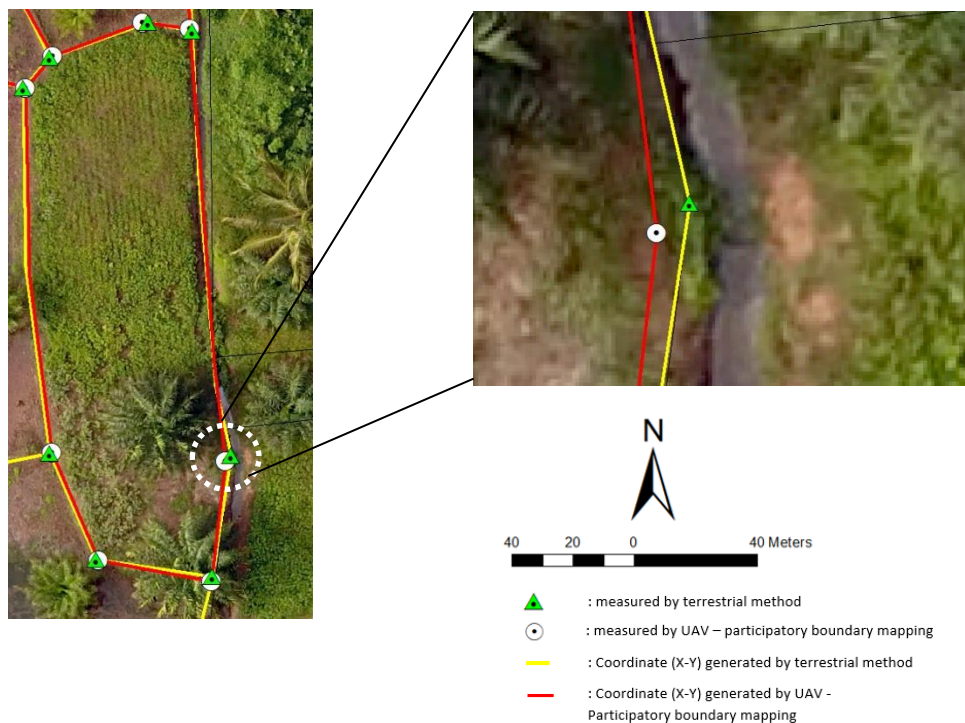 N
40 20 0 40 Meters
: measured by terrestrial method
: measured by UAV – participatory boundary mapping
: Coordinate (X-Y) generated by terrestrial method
: Coordinate (X-Y) generated by UAV -
Participatory boundary mapping